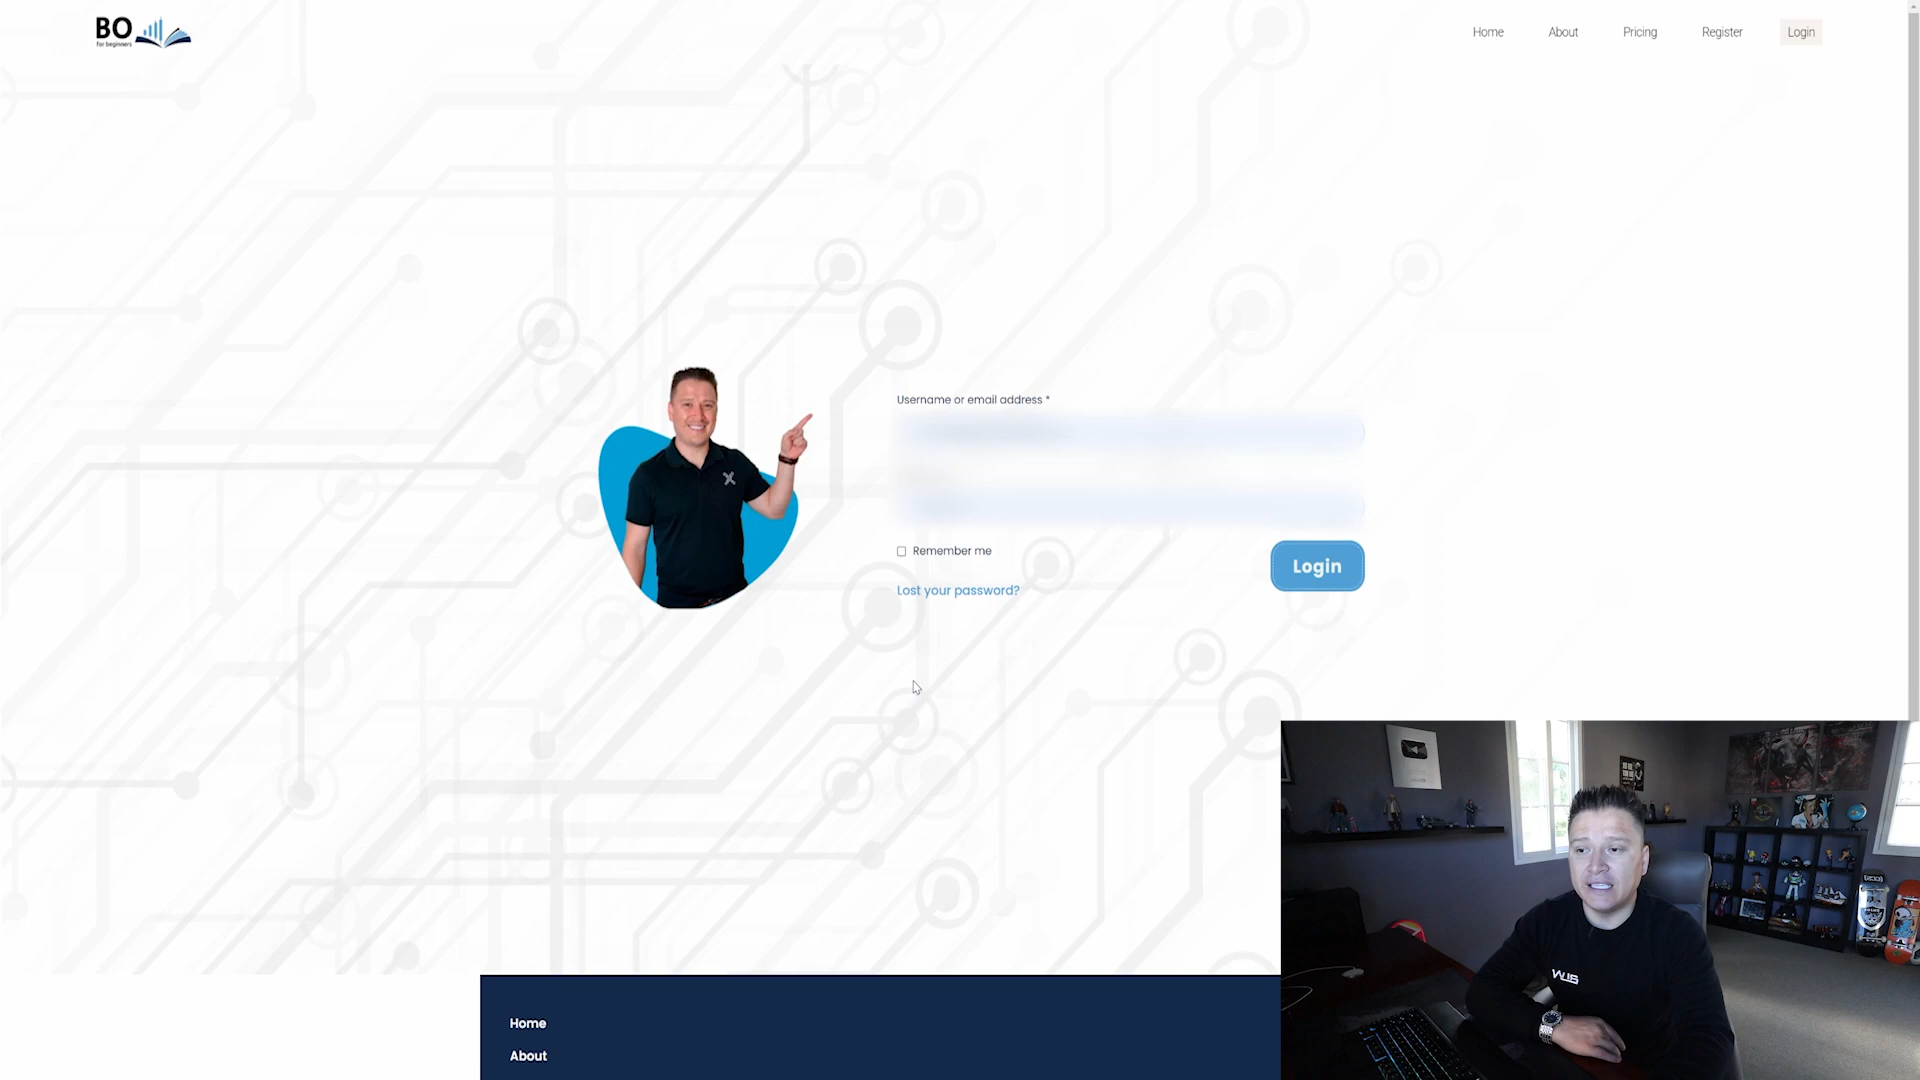 BO
for beginners
Home
About
Pricing
Register
Login
Username or email address *
Remember me
Login
Lost your password?
Home
About